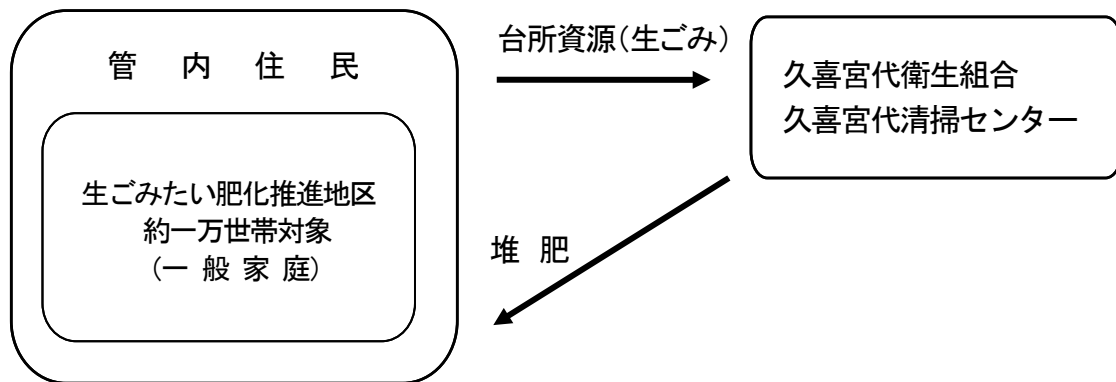 管内住民
生ごみたい肥化推進地区
約一万世帯対象
(一般家庭)
台所資源(生ごみ)
堆肥
久喜宮代衛生組合
久喜宮代清掃センター